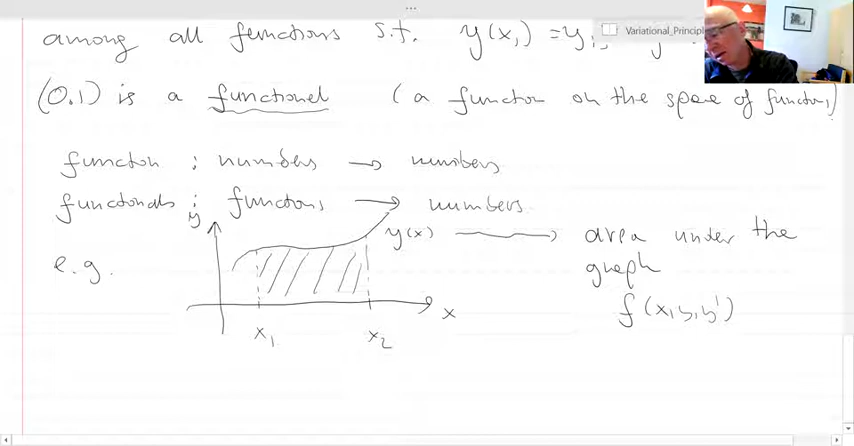 among all functions s.t. y(x₁) = y₁, y
Variational_Principl
(0.1) is a functional (a function on the space of functions)
function : numbers → numbers
functionals : functions → numbers
e.g.
y
y(x) → area under the
graph
f(x, y, y')
x
x₁
x₂